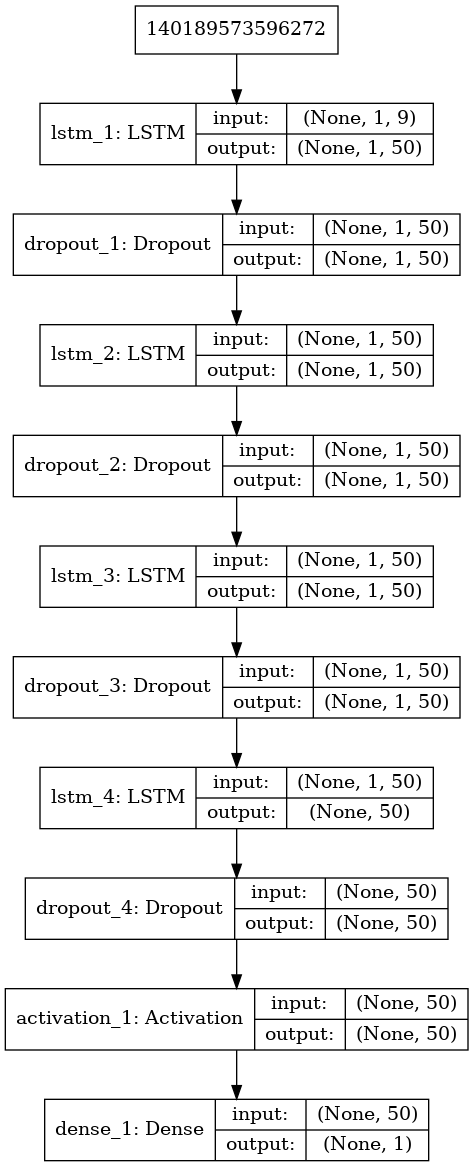 140189573596272
lstm_1: LSTM input: (None, 1, 9)
output: (None, 1, 50)
dropout_1: Dropout input: (None, 1, 50)
output: (None, 1, 50)
lstm_2: LSTM input: (None, 1, 50)
output: (None, 1, 50)
dropout_2: Dropout input: (None, 1, 50)
output: (None, 1, 50)
lstm_3: LSTM input: (None, 1, 50)
output: (None, 1, 50)
dropout_3: Dropout input: (None, 1, 50)
output: (None, 1, 50)
lstm_4: LSTM input: (None, 1, 50)
output: (None, 50)
dropout_4: Dropout input: (None, 50)
output: (None, 50)
activation_1: Activation input: (None, 50)
output: (None, 50)
dense_1: Dense input: (None, 50)
output: (None, 1)